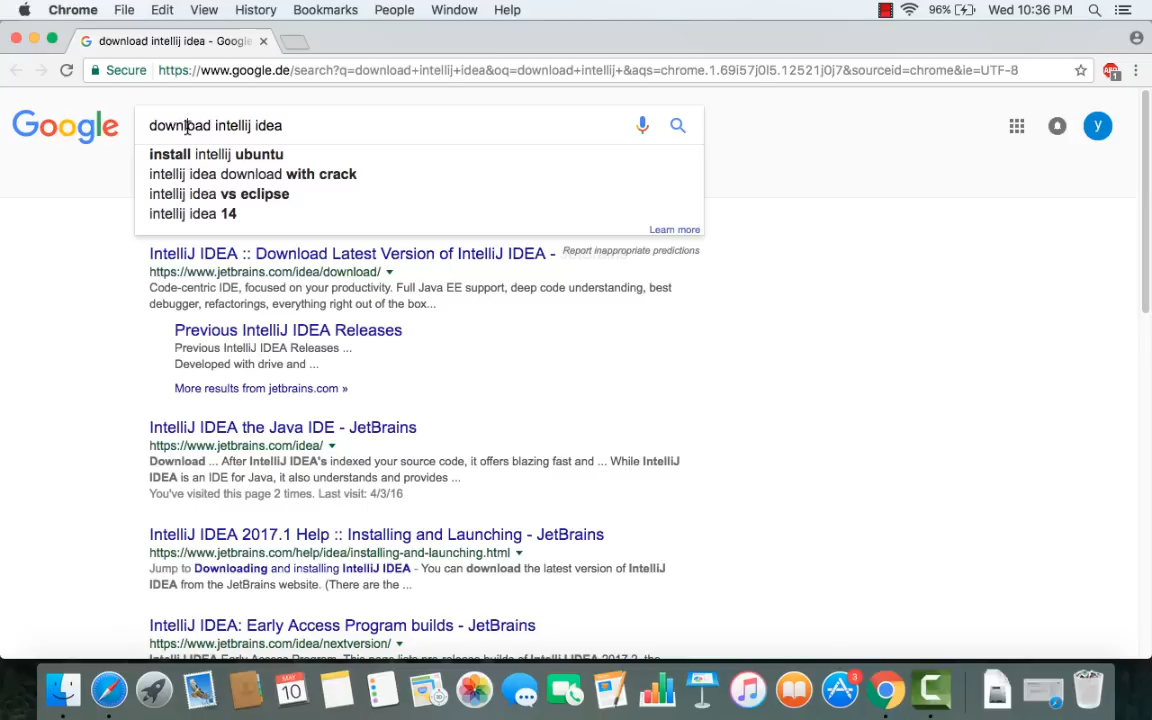 Chrome File Edit View History Bookmarks People Window Help 96% Wed 10:36 PM
download intellij idea - Google
Secure https://www.google.de/search?q=download+intellij+idea&oq=download+intellij+&aqs=chrome.1.69i57j0l5.12521j0j7&sourceid=chrome&ie=UTF-8
1
Google
download intellij idea
y
install intellij ubuntu
intellij idea download with crack
intellij idea vs eclipse
intellij idea 14
Learn more
Report inappropriate predictions
IntelliJ IDEA :: Download Latest Version of IntelliJ IDEA -
https://www.jetbrains.com/idea/download/
Code-centric IDE, focused on your productivity. Full Java EE support, deep code understanding, best
debugger, refactorings, everything right out of the box...
Previous IntelliJ IDEA Releases
Previous IntelliJ IDEA Releases ...
Developed with drive and ...
More results from jetbrains.com »
IntelliJ IDEA the Java IDE - JetBrains
https://www.jetbrains.com/idea/
Download ... After IntelliJ IDEA's indexed your source code, it offers blazing fast and ... While IntelliJ
IDEA is an IDE for Java, it also understands and provides ...
You've visited this page 2 times. Last visit: 4/3/16
IntelliJ IDEA 2017.1 Help :: Installing and Launching - JetBrains
https://www.jetbrains.com/help/idea/installing-and-launching.html
Jump to Downloading and installing IntelliJ IDEA - You can download the latest version of IntelliJ
IDEA from the JetBrains website. (There are the ...
IntelliJ IDEA: Early Access Program builds - JetBrains
https://www.jetbrains.com/idea/nextversion/
MAY
10
3